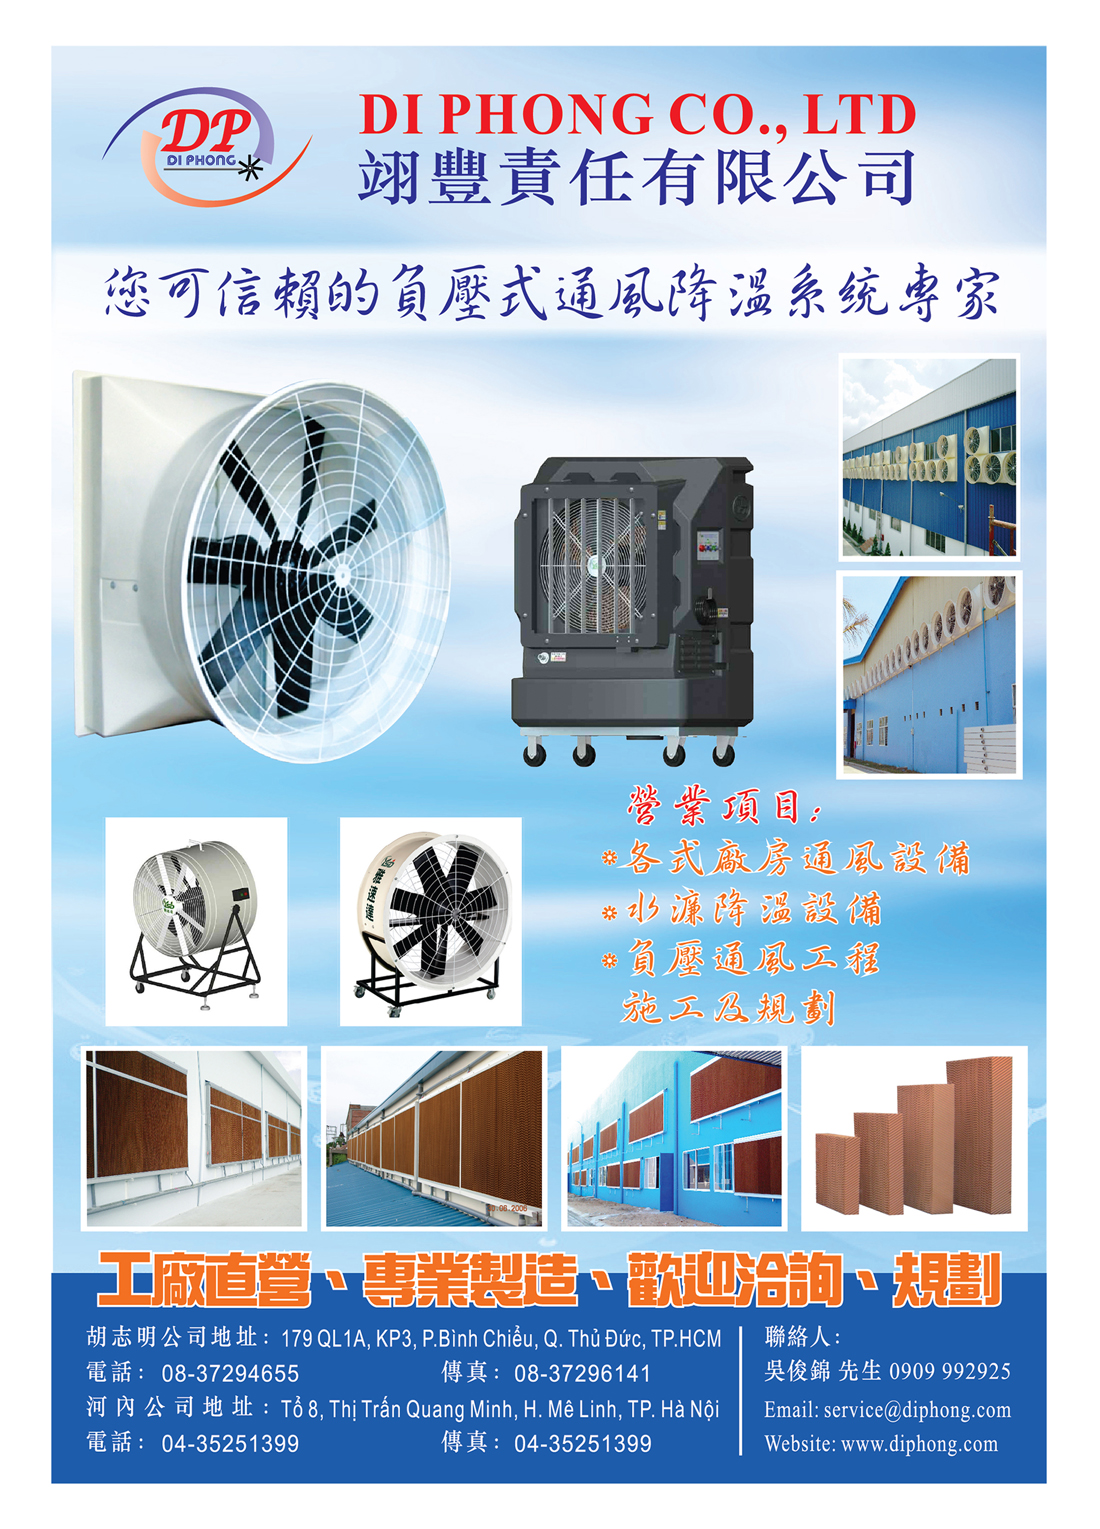 DP
DI PHONG
DI PHONG CO., LTD
翊豐責任有限公司
您可信賴的負壓式通風降溫系統專家
營業項目:
各式廠房通風設備
水濂降溫設備
負壓通風工程
施工及規劃
工廠直營、專業製造、歡迎洽詢、規劃
胡志明公司地址: 179 QL1A, KP3, P.Bình Chiểu, Q. Thủ Đức, TP.HCM
電話: 08-37294655 傳真: 08-37296141
河內公司地址: Tổ 8, Thị Trấn Quang Minh, H. Mê Linh, TP. Hà Nội
電話: 04-35251399 傳真: 04-35251399
聯絡人:
吳俊錦 先生 0909 992925
Email: service@diphong.com
Website: www.diphong.com